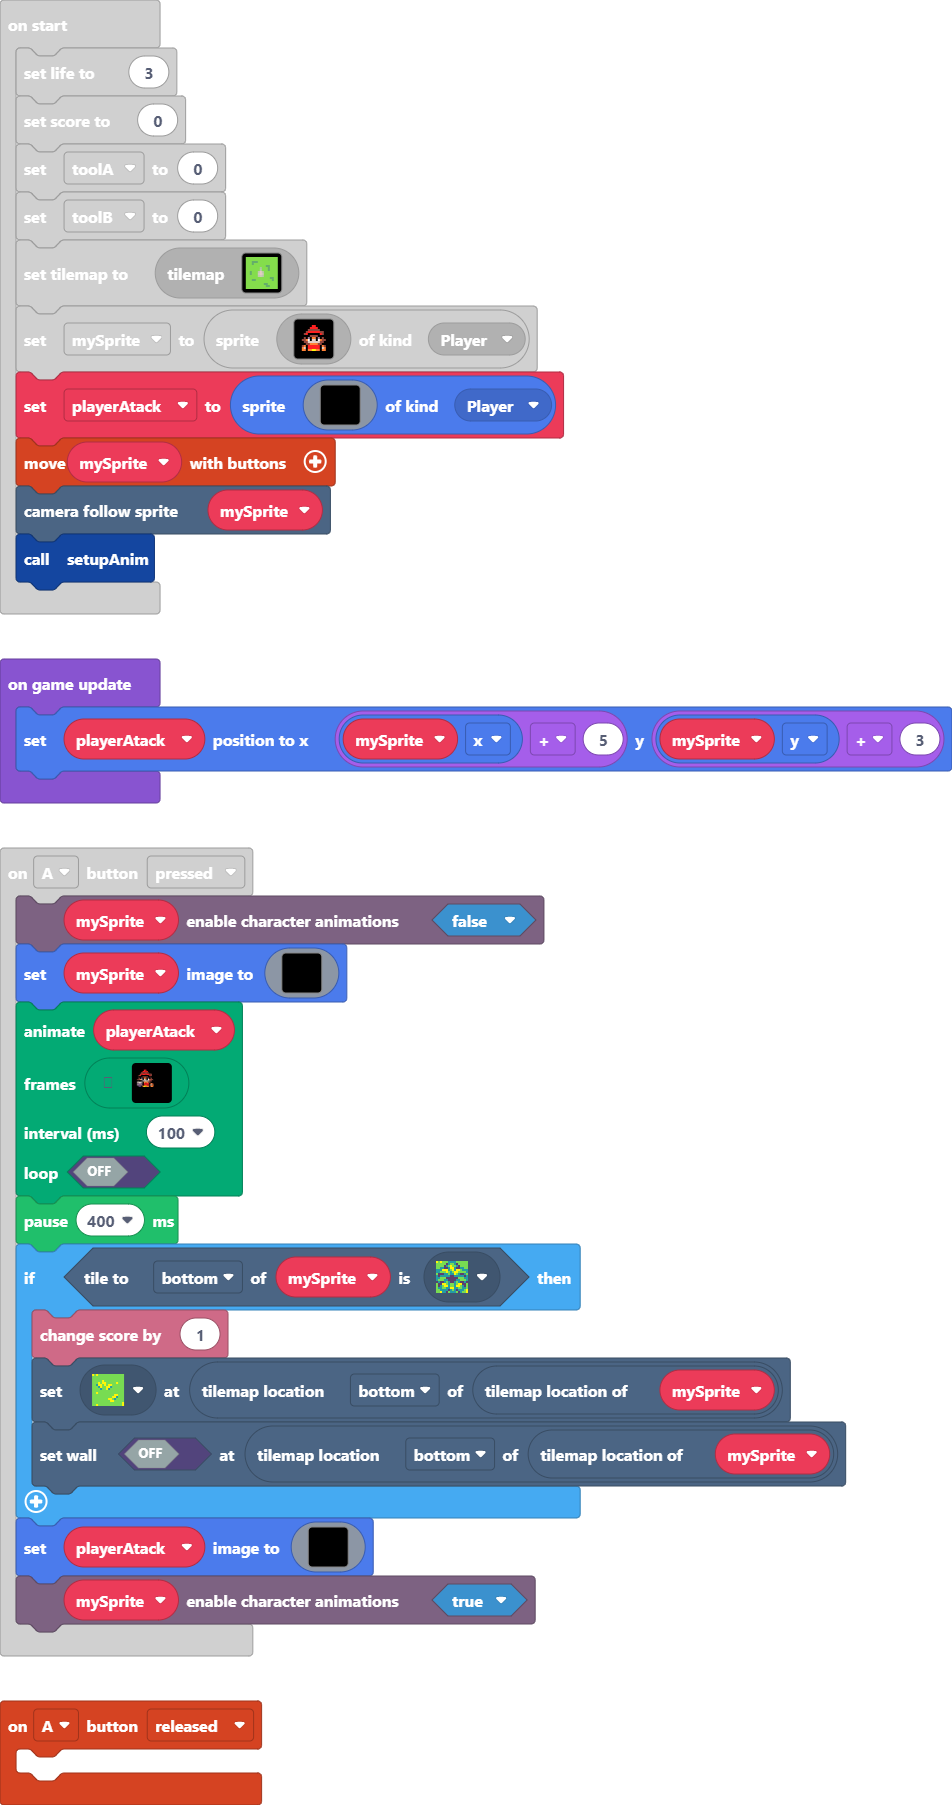 on start
set life to 3
set score to 0
set toolA to 0
set toolB to 0
set tilemap to tilemap
set mySprite to sprite of kind Player
set playerAtack to sprite of kind Player
move mySprite with buttons
camera follow sprite mySprite
call setupAnim
on game update
set playerAtack position to x mySprite x + 5 y mySprite y + 3
on A button pressed
mySprite enable character animations false
set mySprite image to
animate playerAtack
frames
interval (ms) 100
loop OFF
pause 400 ms
if tile to bottom of mySprite is then
change score by 1
set at tilemap location bottom of tilemap location of mySprite
set wall OFF at tilemap location bottom of tilemap location of mySprite
set playerAtack image to
mySprite enable character animations true
on A button released